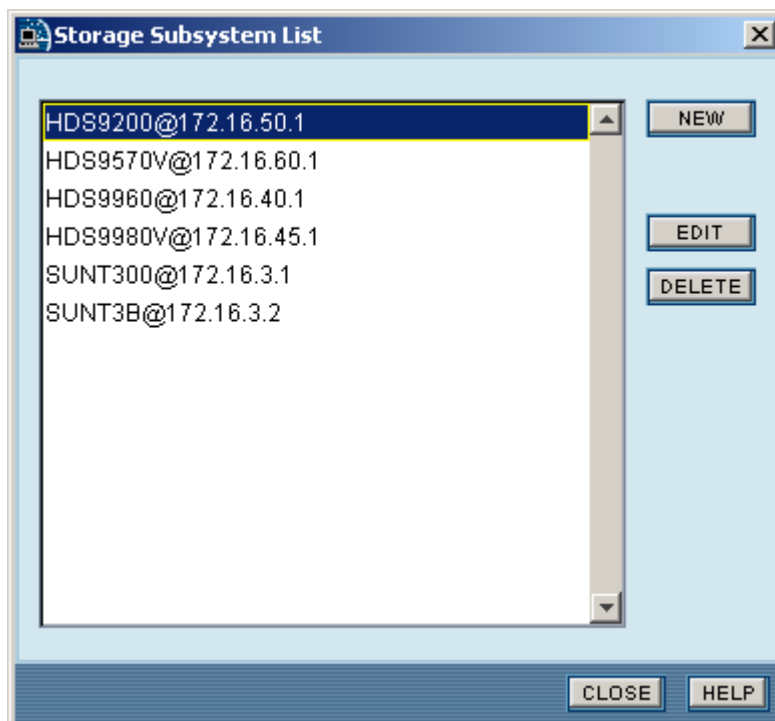 Storage Subsystem List
HDS9200@172.16.50.1
HDS9570V@172.16.60.1
HDS9960@172.16.40.1
HDS9980V@172.16.45.1
SUNT300@172.16.3.1
SUNT3B@172.16.3.2
NEW
EDIT
DELETE
CLOSE
HELP